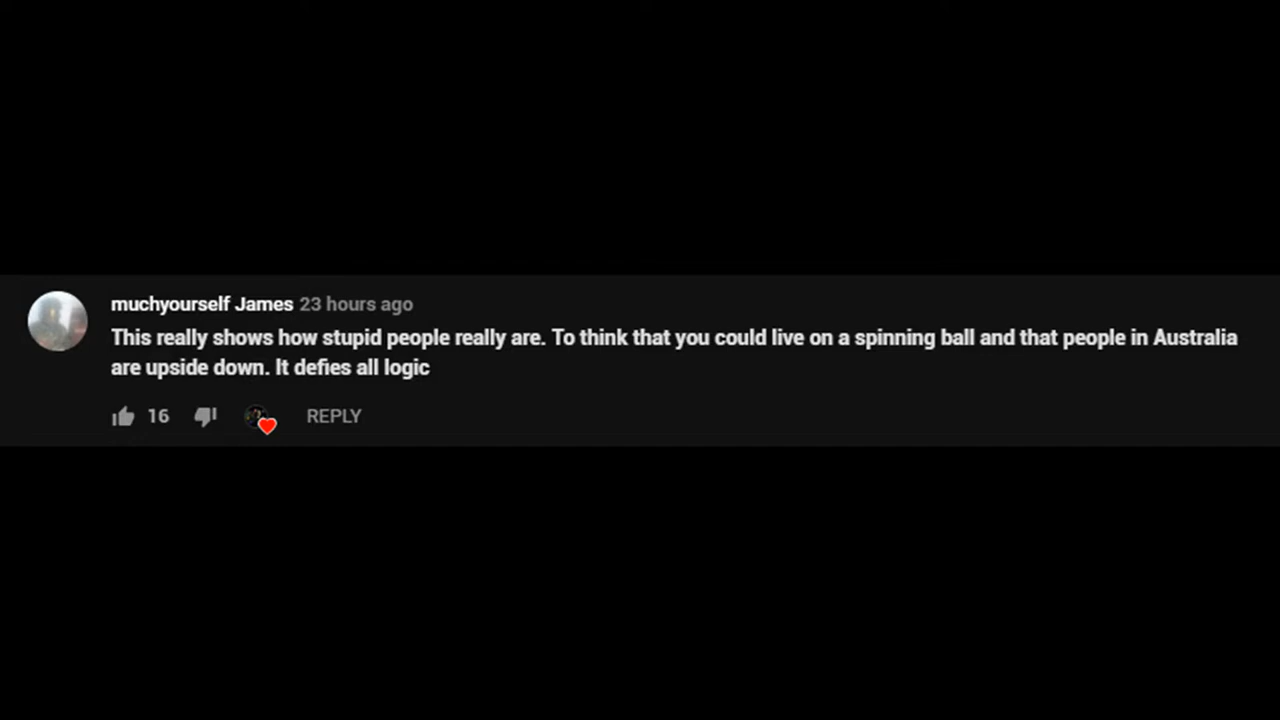 muchyourself James 23 hours ago
This really shows how stupid people really are. To think that you could live on a spinning ball and that people in Australia
are upside down. It defies all logic
16 REPLY